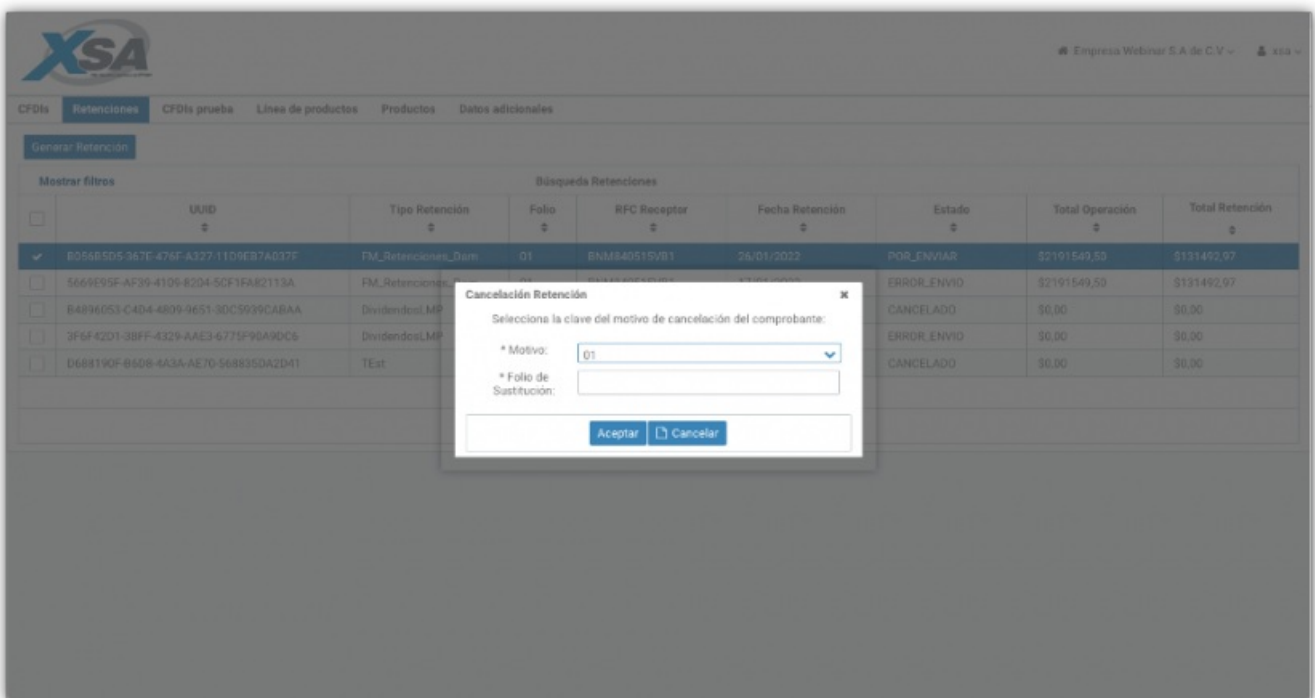 XSA
Empresa Webinar S.A de C.V
xsa
CFDIs Retenciones CFDIs prueba Línea de productos Productos Datos adicionales
Generar Retención
Mostrar filtros Búsqueda Retenciones
UUID Tipo Retención Folio RFC Receptor Fecha Retención Estado Total Operación Total Retención
B056B5D5-367E-476F-A327-11D9EB7A037F FM_Retenciones_Dam 01 BNM840515VB1 26/01/2022 POR_ENVIAR $2191549,50 $131492,97
5669E95F-AF39-4109-8204-5CF1FA82113A FM_Retenciones ERROR_ENVIO $2191549,50 $131492,97
B4896053-C4D4-4809-9651-3DC5939CABAA DividendosLMP CANCELADO $0,00 $0,00
3F6F42D1-3BFF-4329-AAE3-6775F90A9DC6 DividendosLMP ERROR_ENVIO $0,00 $0,00
D688190F-B6D8-4A3A-AE70-568835DA2D41 TEst CANCELADO $0,00 $0,00
Cancelación Retención
Selecciona la clave del motivo de cancelación del comprobante:
* Motivo: 01
* Folio de
Sustitución:
Aceptar Cancelar